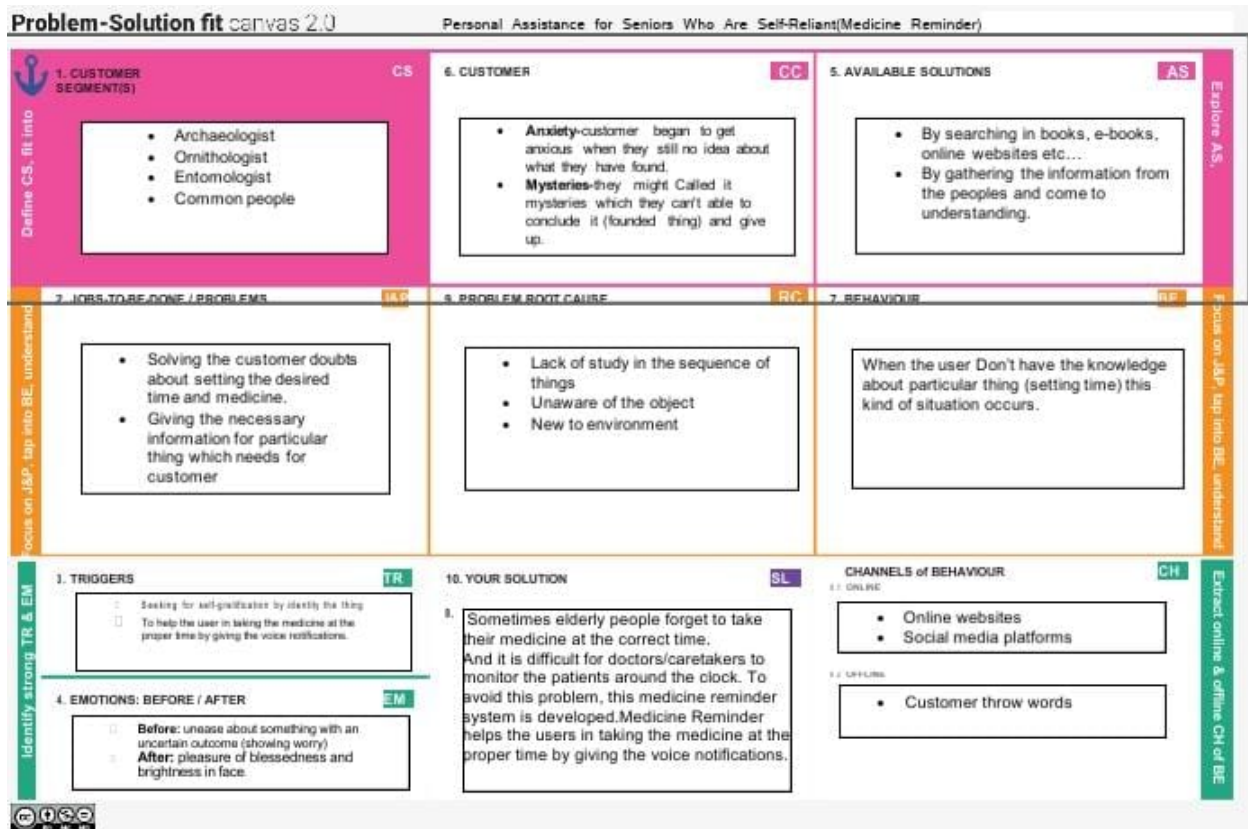 Problem-Solution fit canvas 2.0
Personal Assistance for Seniors Who Are Self-Reliant(Medicine Reminder)
Define CS, fit into
1. CUSTOMER
SEGMENT(S)
CS
• Archaeologist
• Ornithologist
• Entomologist
• Common people
6. CUSTOMER
CC
• Anxiety-customer began to get
anxious when they still no idea about
what they have found.
• Mysteries-they might Called it
mysteries which they can't able to
conclude it (founded thing) and give
up.
5. AVAILABLE SOLUTIONS
AS
• By searching in books, e-books,
online websites etc…
• By gathering the information from
the peoples and come to
understanding.
Explore AS,
Focus on J&P, tap into BE, understand
2. JOBS-TO-BE-DONE / PROBLEMS
J&P
• Solving the customer doubts
about setting the desired
time and medicine.
• Giving the necessary
information for particular
thing which needs for
customer
9. PROBLEM ROOT CAUSE
RC
• Lack of study in the sequence of
things
• Unaware of the object
• New to environment
7. BEHAVIOUR
BE
When the user Don't have the knowledge
about particular thing (setting time) this
kind of situation occurs.
Focus on J&P, tap into BE, understand
Identify strong TR & EM
3. TRIGGERS
TR
Seeking for self-gratification by identify the thing
To help the user in taking the medicine at the
proper time by giving the voice notifications.
4. EMOTIONS: BEFORE / AFTER
EM
Before: unease about something with an
uncertain outcome (showing worry)
After: pleasure of blessedness and
brightness in face.
10. YOUR SOLUTION
SL
8.
Sometimes elderly people forget to take
their medicine at the correct time.
And it is difficult for doctors/caretakers to
monitor the patients around the clock. To
avoid this problem, this medicine reminder
system is developed.Medicine Reminder
helps the users in taking the medicine at the
proper time by giving the voice notifications.
CHANNELS of BEHAVIOUR
CH
ONLINE
• Online websites
• Social media platforms
OFFLINE
• Customer throw words
Extract online & offline CH of BE